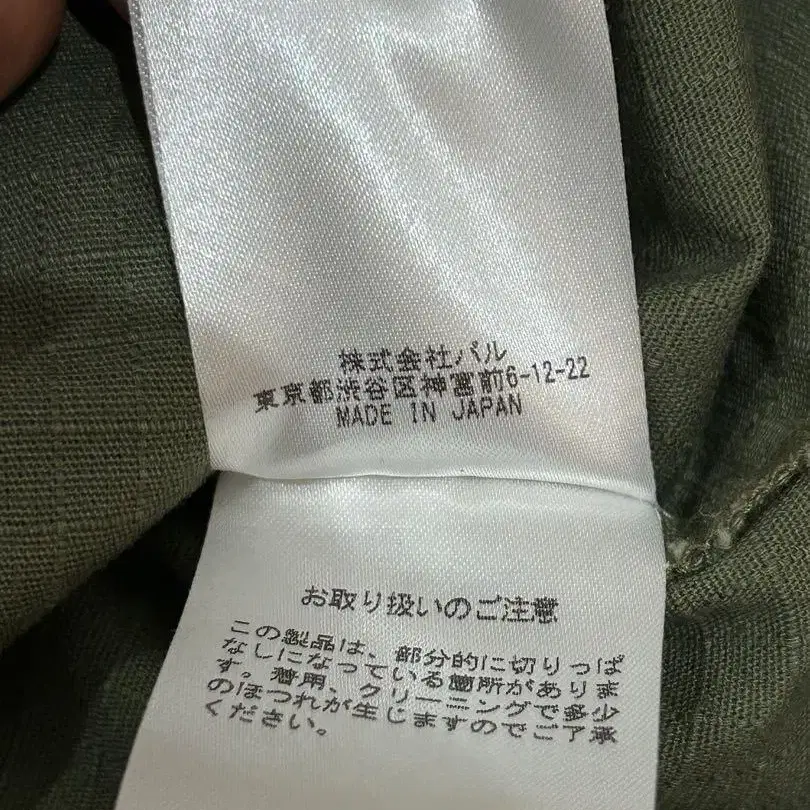 株式会社パル
東京都渋谷区神宮前6-12-22
MADE IN JAPAN
お取り扱いのご注意
この製品は、部分的に切りっぱ
なしになっている箇所がありま
す。着用、クリーニングで多少
のほつれが生じますのでご了承
ください。